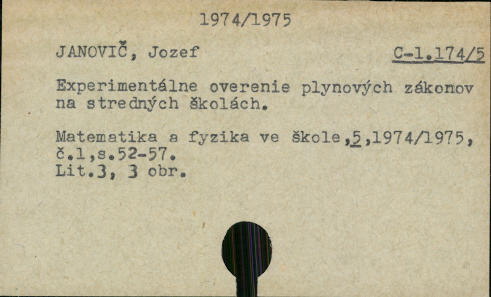 1974/1975
JANOVIČ, Jozef C-1.174/5
Experimentálne overenie plynových zákonov
na stredných školách.
Matematika a fyzika ve škole,5,1974/1975,
č.1,s.52-57.
Lit.3, 3 obr.